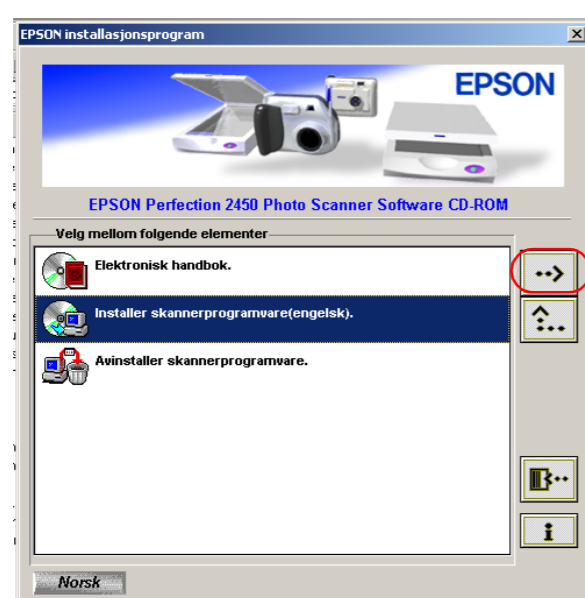 EPSON installasjonsprogram
EPSON
EPSON Perfection 2450 Photo Scanner Software CD-ROM
Velg mellom følgende elementer
Elektronisk handbok.
Installer skannerprogramvare(engelsk).
Avinstaller skannerprogramvare.
Norsk